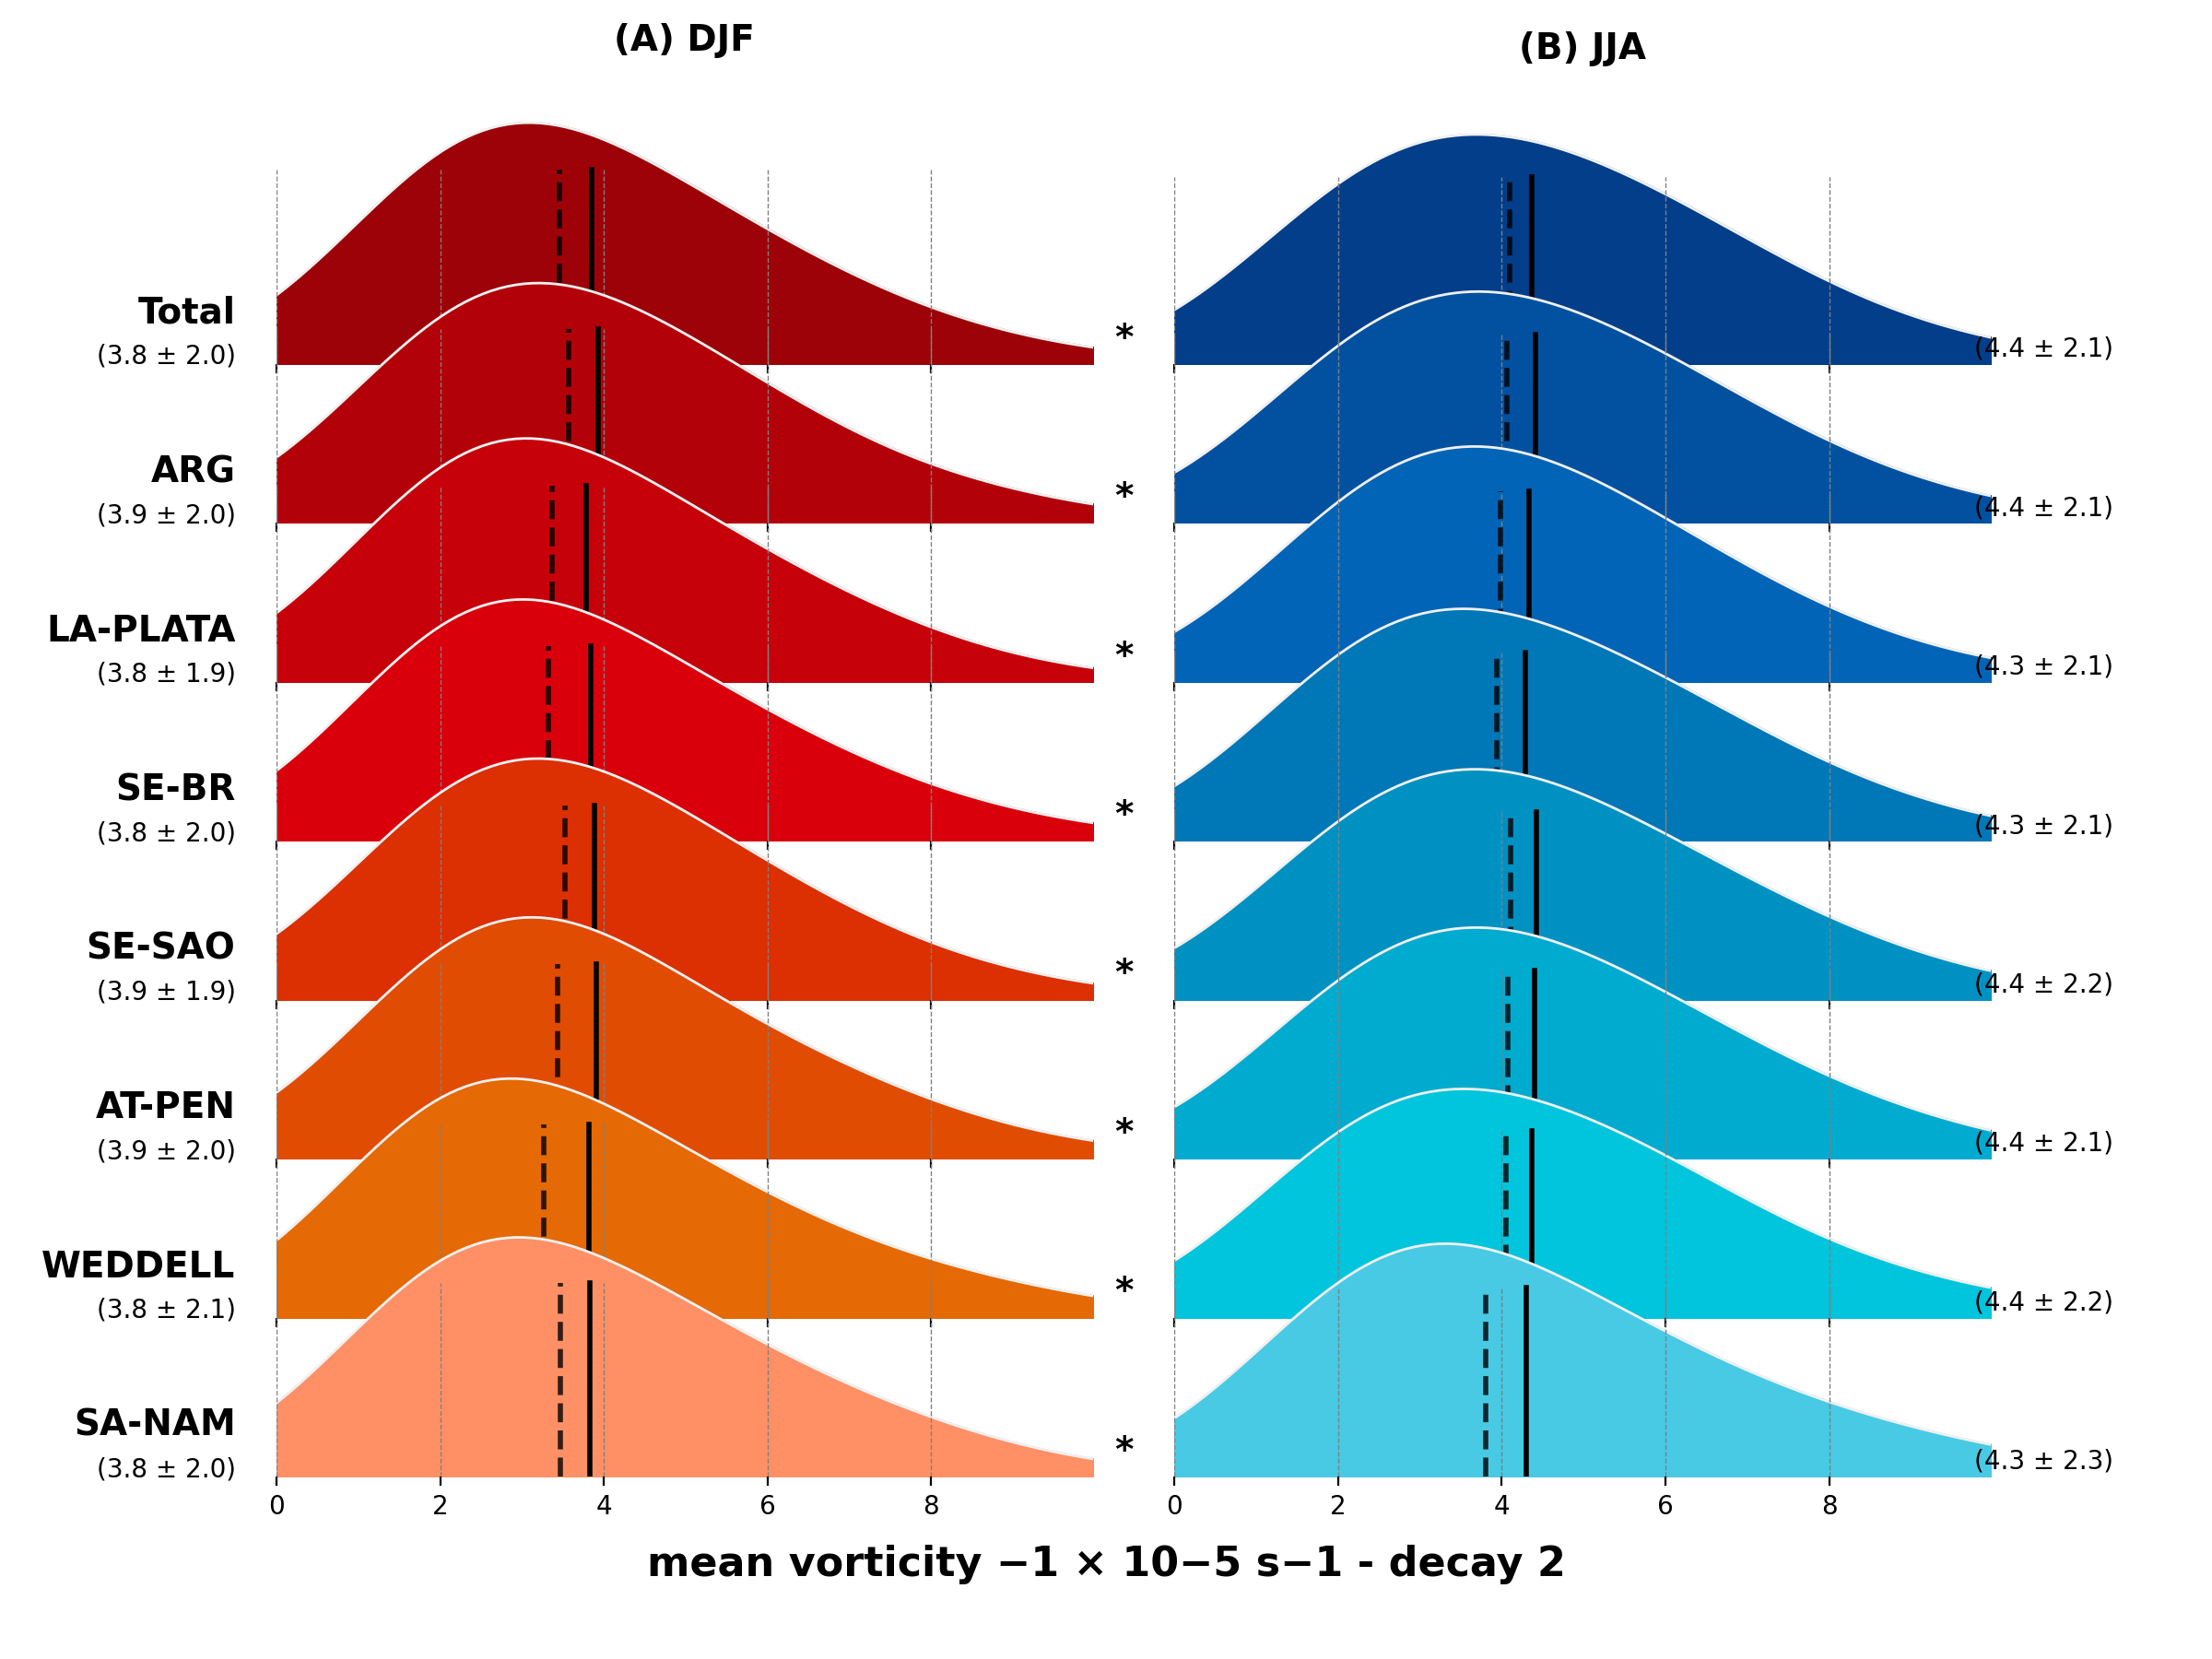 (A) DJF
(B) JJA
Total
(3.8 ± 2.0)
*
(4.4 ± 2.1)
ARG
(3.9 ± 2.0)
*
(4.4 ± 2.1)
LA-PLATA
(3.8 ± 1.9)
*
(4.3 ± 2.1)
SE-BR
(3.8 ± 2.0)
*
(4.3 ± 2.1)
SE-SAO
(3.9 ± 1.9)
*
(4.4 ± 2.2)
AT-PEN
(3.9 ± 2.0)
*
(4.4 ± 2.1)
WEDDELL
(3.8 ± 2.1)
*
(4.4 ± 2.2)
SA-NAM
(3.8 ± 2.0)
*
(4.3 ± 2.3)
0 2 4 6 8
0 2 4 6 8
mean vorticity −1 × 10−5 s−1 - decay 2